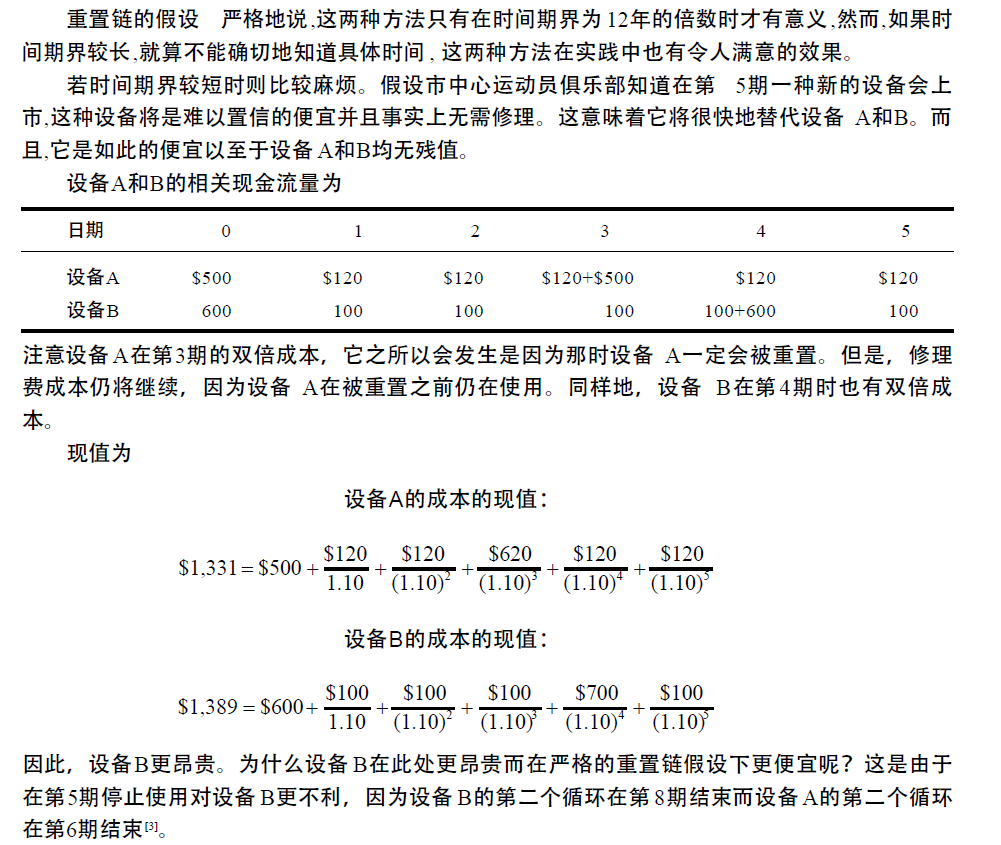 重置链的假设 严格地说,这两种方法只有在时间期界为12年的倍数时才有意义,然而,如果时
间期界较长,就算不能确切地知道具体时间, 这两种方法在实践中也有令人满意的效果。
若时间期界较短时则比较麻烦。假设市中心运动员俱乐部知道在第 5期一种新的设备会上
市,这种设备将是难以置信的便宜并且事实上无需修理。这意味着它将很快地替代设备 A和B。而
且,它是如此的便宜以至于设备A和B均无残值。
设备A和B的相关现金流量为
日期 0 1 2 3 4 5
设备A $500 $120 $120 $120+$500 $120 $120
设备B 600 100 100 100 100+600 100
注意设备A在第3期的双倍成本，它之所以会发生是因为那时设备 A一定会被重置。但是，修理
费成本仍将继续，因为设备 A在被重置之前仍在使用。同样地，设备 B在第4期时也有双倍成
本。
现值为
设备A的成本的现值：
$1,331=$500+$120/1.10+$120/(1.10)^2+$620/(1.10)^3+$120/(1.10)^4+$120/(1.10)^5
设备B的成本的现值：
$1,389=$600+$100/1.10+$100/(1.10)^2+$100/(1.10)^3+$700/(1.10)^4+$100/(1.10)^5
因此，设备B更昂贵。为什么设备B在此处更昂贵而在严格的重置链假设下更便宜呢？这是由于
在第5期停止使用对设备B更不利，因为设备B的第二个循环在第8期结束而设备A的第二个循环
在第6期结束[3]。